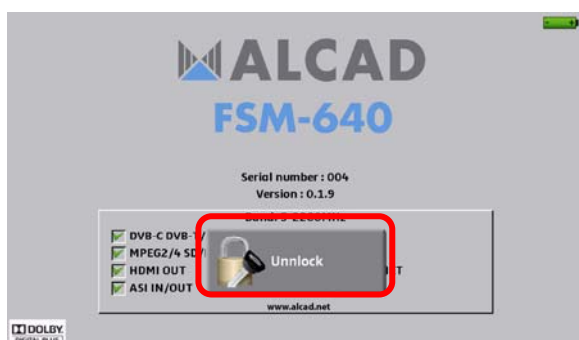 ALCAD
FSM-640
Serial number : 004
Version : 0.1.9
DVB-C DVB-T/
MPEG2/4 SD/
Unnlock
HDMI OUT
T
ASI IN/OUT
www.alcad.net
DOLBY.